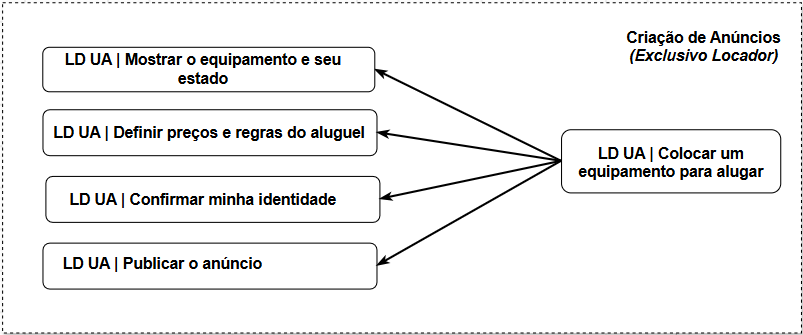 Criação de Anúncios
(Exclusivo Locador)
LD UA | Mostrar o equipamento e seu
estado
LD UA | Definir preços e regras do aluguel
LD UA | Confirmar minha identidade
LD UA | Publicar o anúncio
LD UA | Colocar um
equipamento para alugar